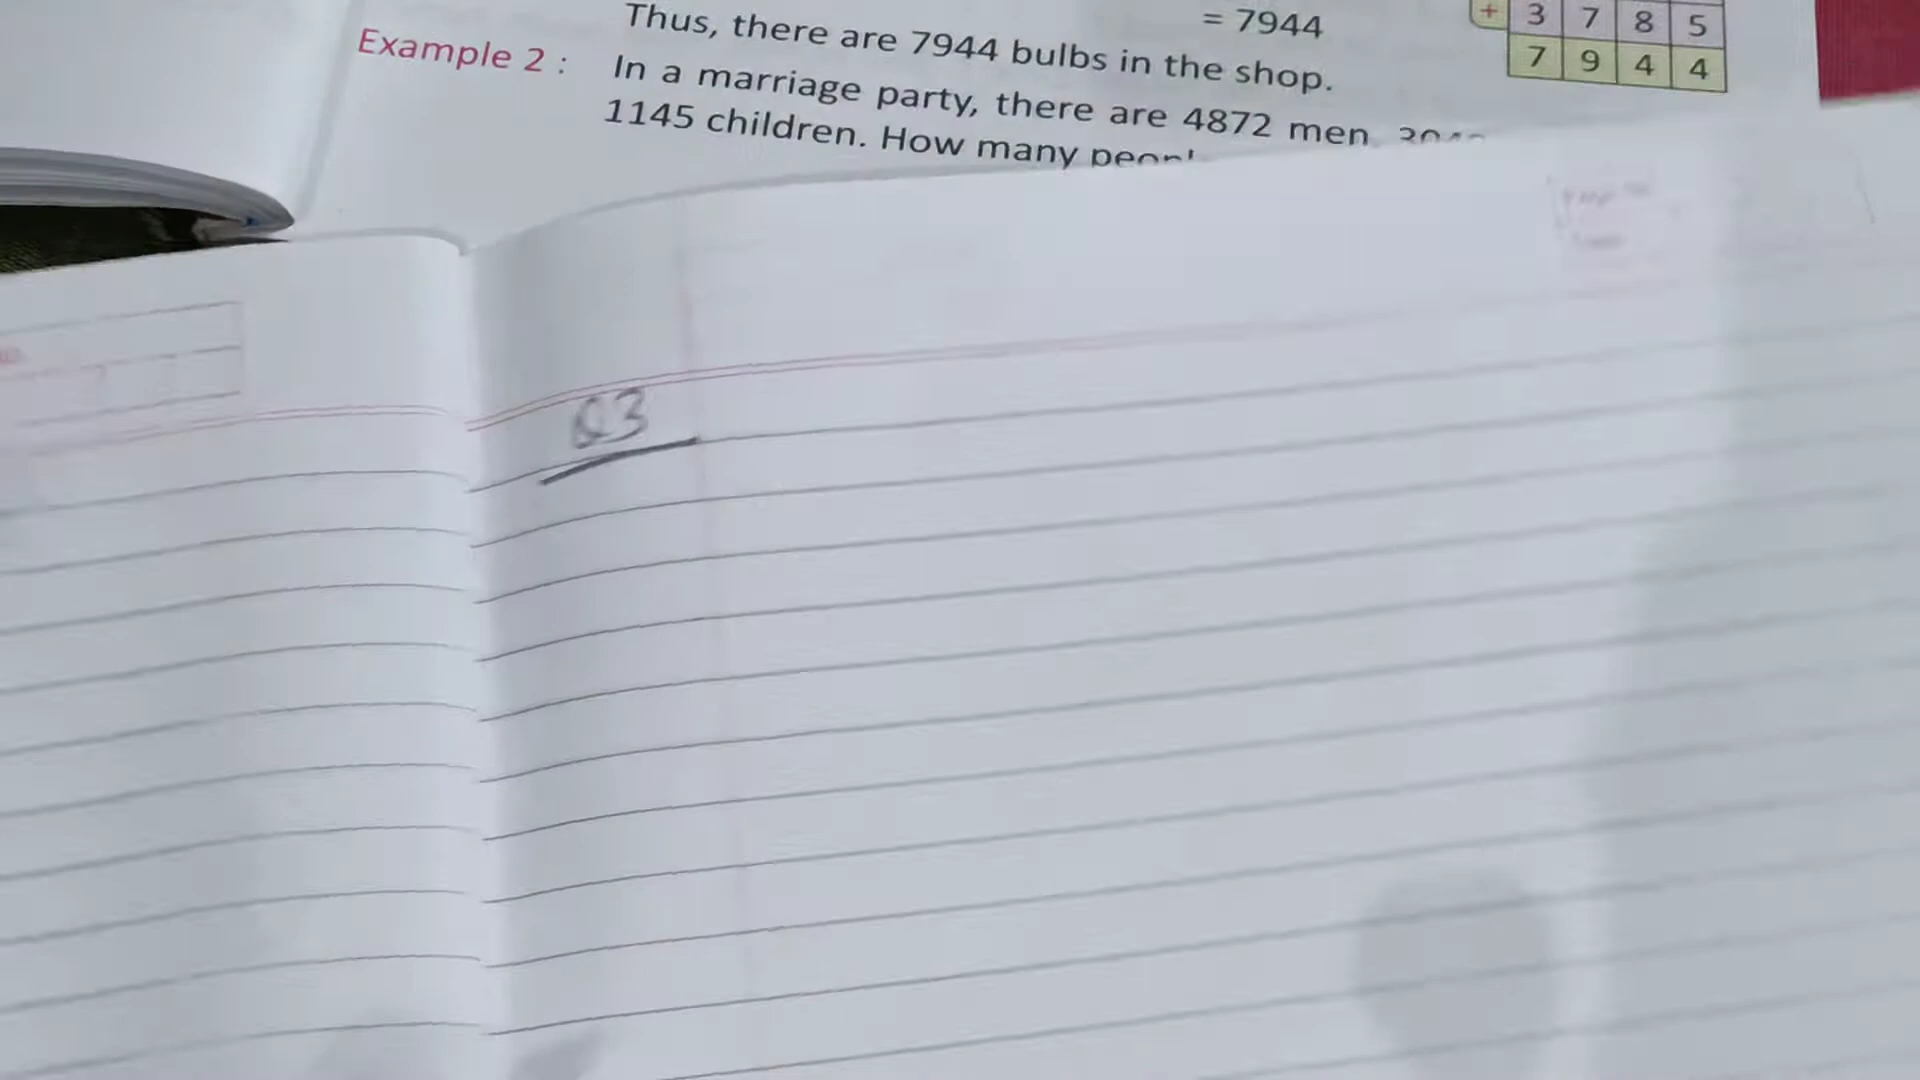 = 7944
+ 3 7 8 5
7 9 4 4
Thus, there are 7944 bulbs in the shop.
Example 2 : In a marriage party, there are 4872 men
1145 children. How many
Q3